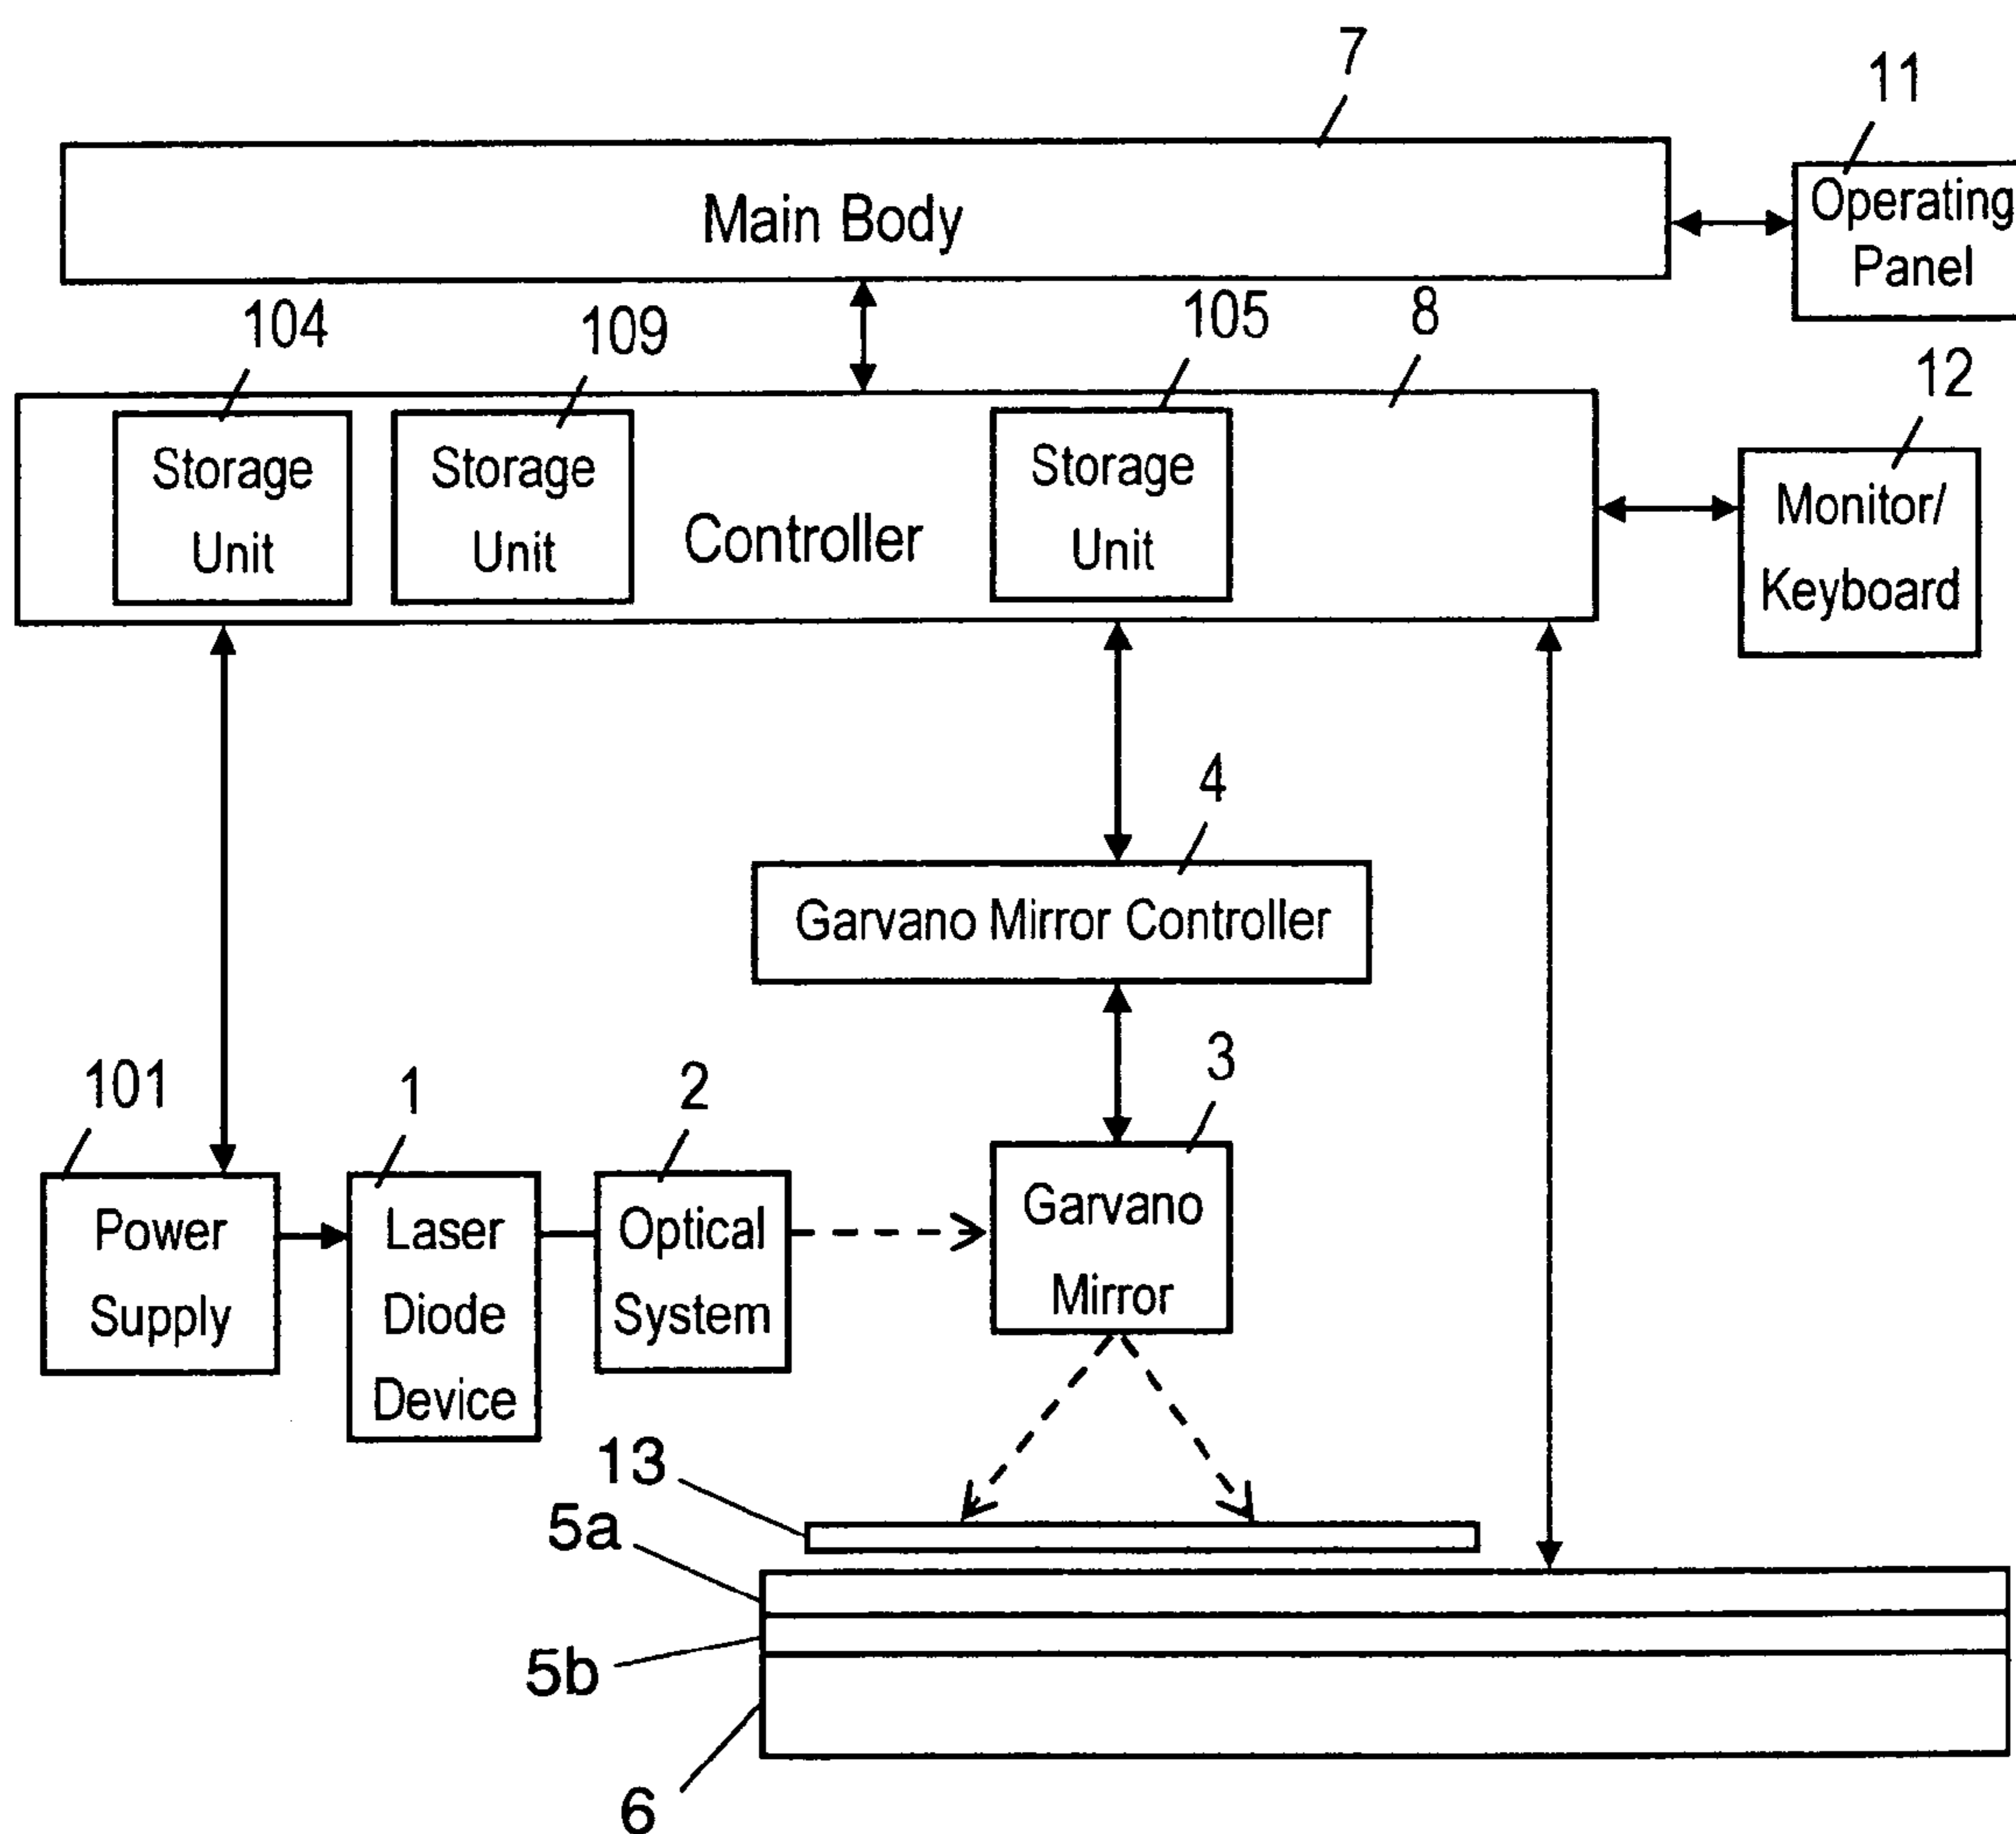 7
11
Main Body
Operating
Panel
104
109
105
8
12
Storage
Unit
Storage
Unit
Controller
Storage
Unit
Monitor/
Keyboard
4
Garvano Mirror Controller
101
1
2
3
Power
Supply
Laser
Diode
Device
Optical
System
Garvano
Mirror
13
5a
5b
6